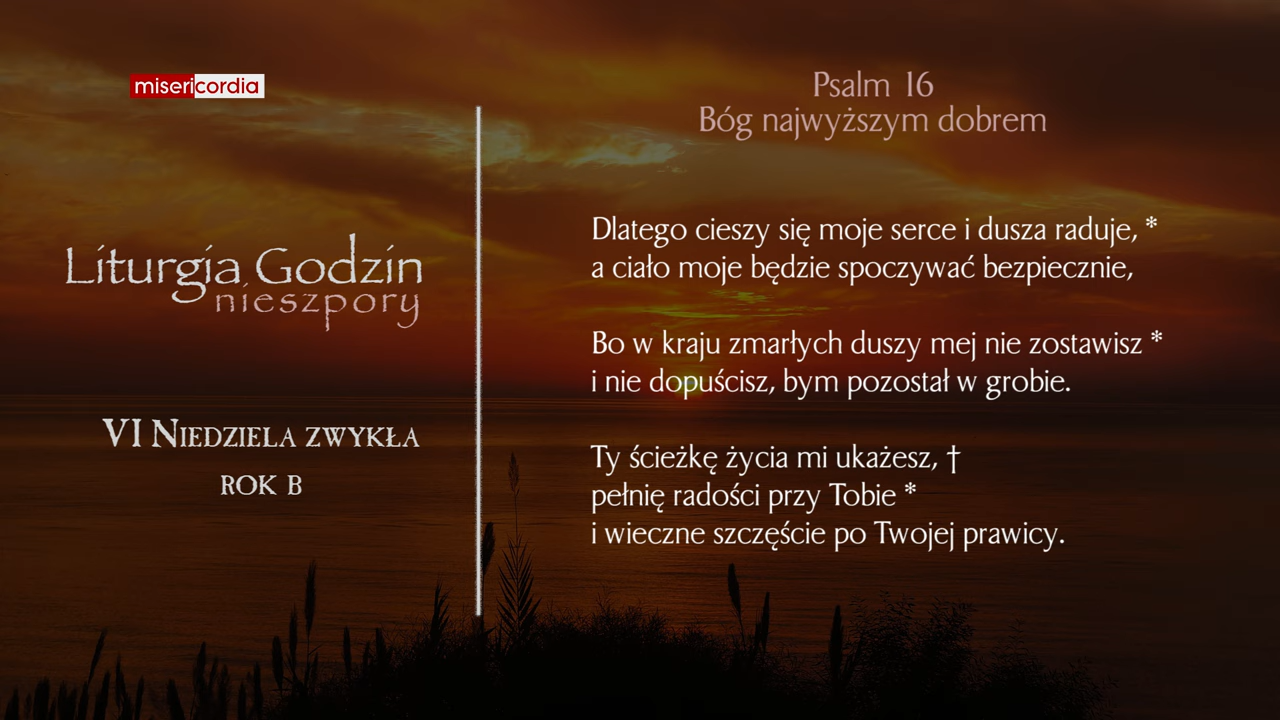 misericordia
Liturgia Godzin
nieszpory
VI Niedziela zwykła
rok B
Psalm 16
Bóg najwyższym dobrem
Dlatego cieszy się moje serce i dusza raduje, *
a ciało moje będzie spoczywać bezpiecznie,
Bo w kraju zmarłych duszy mej nie zostawisz *
i nie dopuścisz, bym pozostał w grobie.
Ty ścieżkę życia mi ukażesz, †
pełnię radości przy Tobie *
i wieczne szczęście po Twojej prawicy.